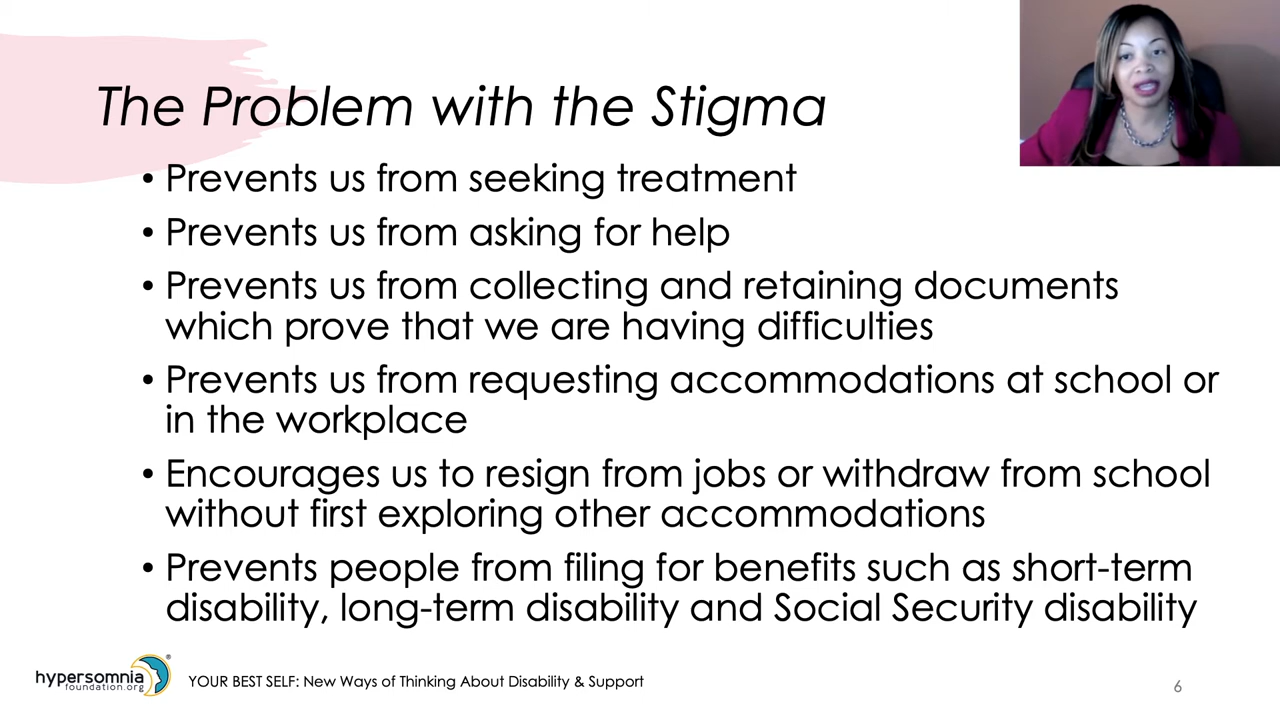 The Problem with the Stigma
• Prevents us from seeking treatment
• Prevents us from asking for help
• Prevents us from collecting and retaining documents
which prove that we are having difficulties
• Prevents us from requesting accommodations at school or
in the workplace
• Encourages us to resign from jobs or withdraw from school
without first exploring other accommodations
• Prevents people from filing for benefits such as short-term
disability, long-term disability and Social Security disability
hypersomnia®
foundation.org
YOUR BEST SELF: New Ways of Thinking About Disability & Support
6